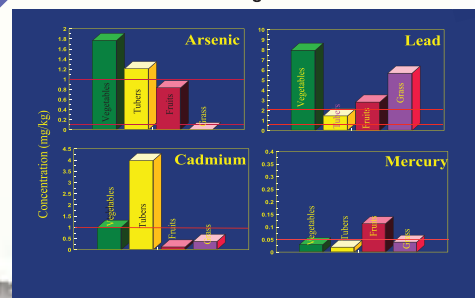 Concentration (mg/kg)
Arsenic
2
1.8
1.6
1.4
1.2
1
0.8
0.6
0.4
0.2
0
Vegetables
Tubers
Fruits
Grass
Lead
10
9
8
7
6
5
4
3
2
1
0
Vegetables
Tubers
Fruits
Grass
Cadmium
4.5
4
3.5
3
2.5
2
1.5
1
0.5
0
Vegetables
Tubers
Fruits
Grass
Mercury
0.4
0.35
0.3
0.25
0.2
0.15
0.1
0.05
0
Vegetables
Tubers
Fruits
Grass